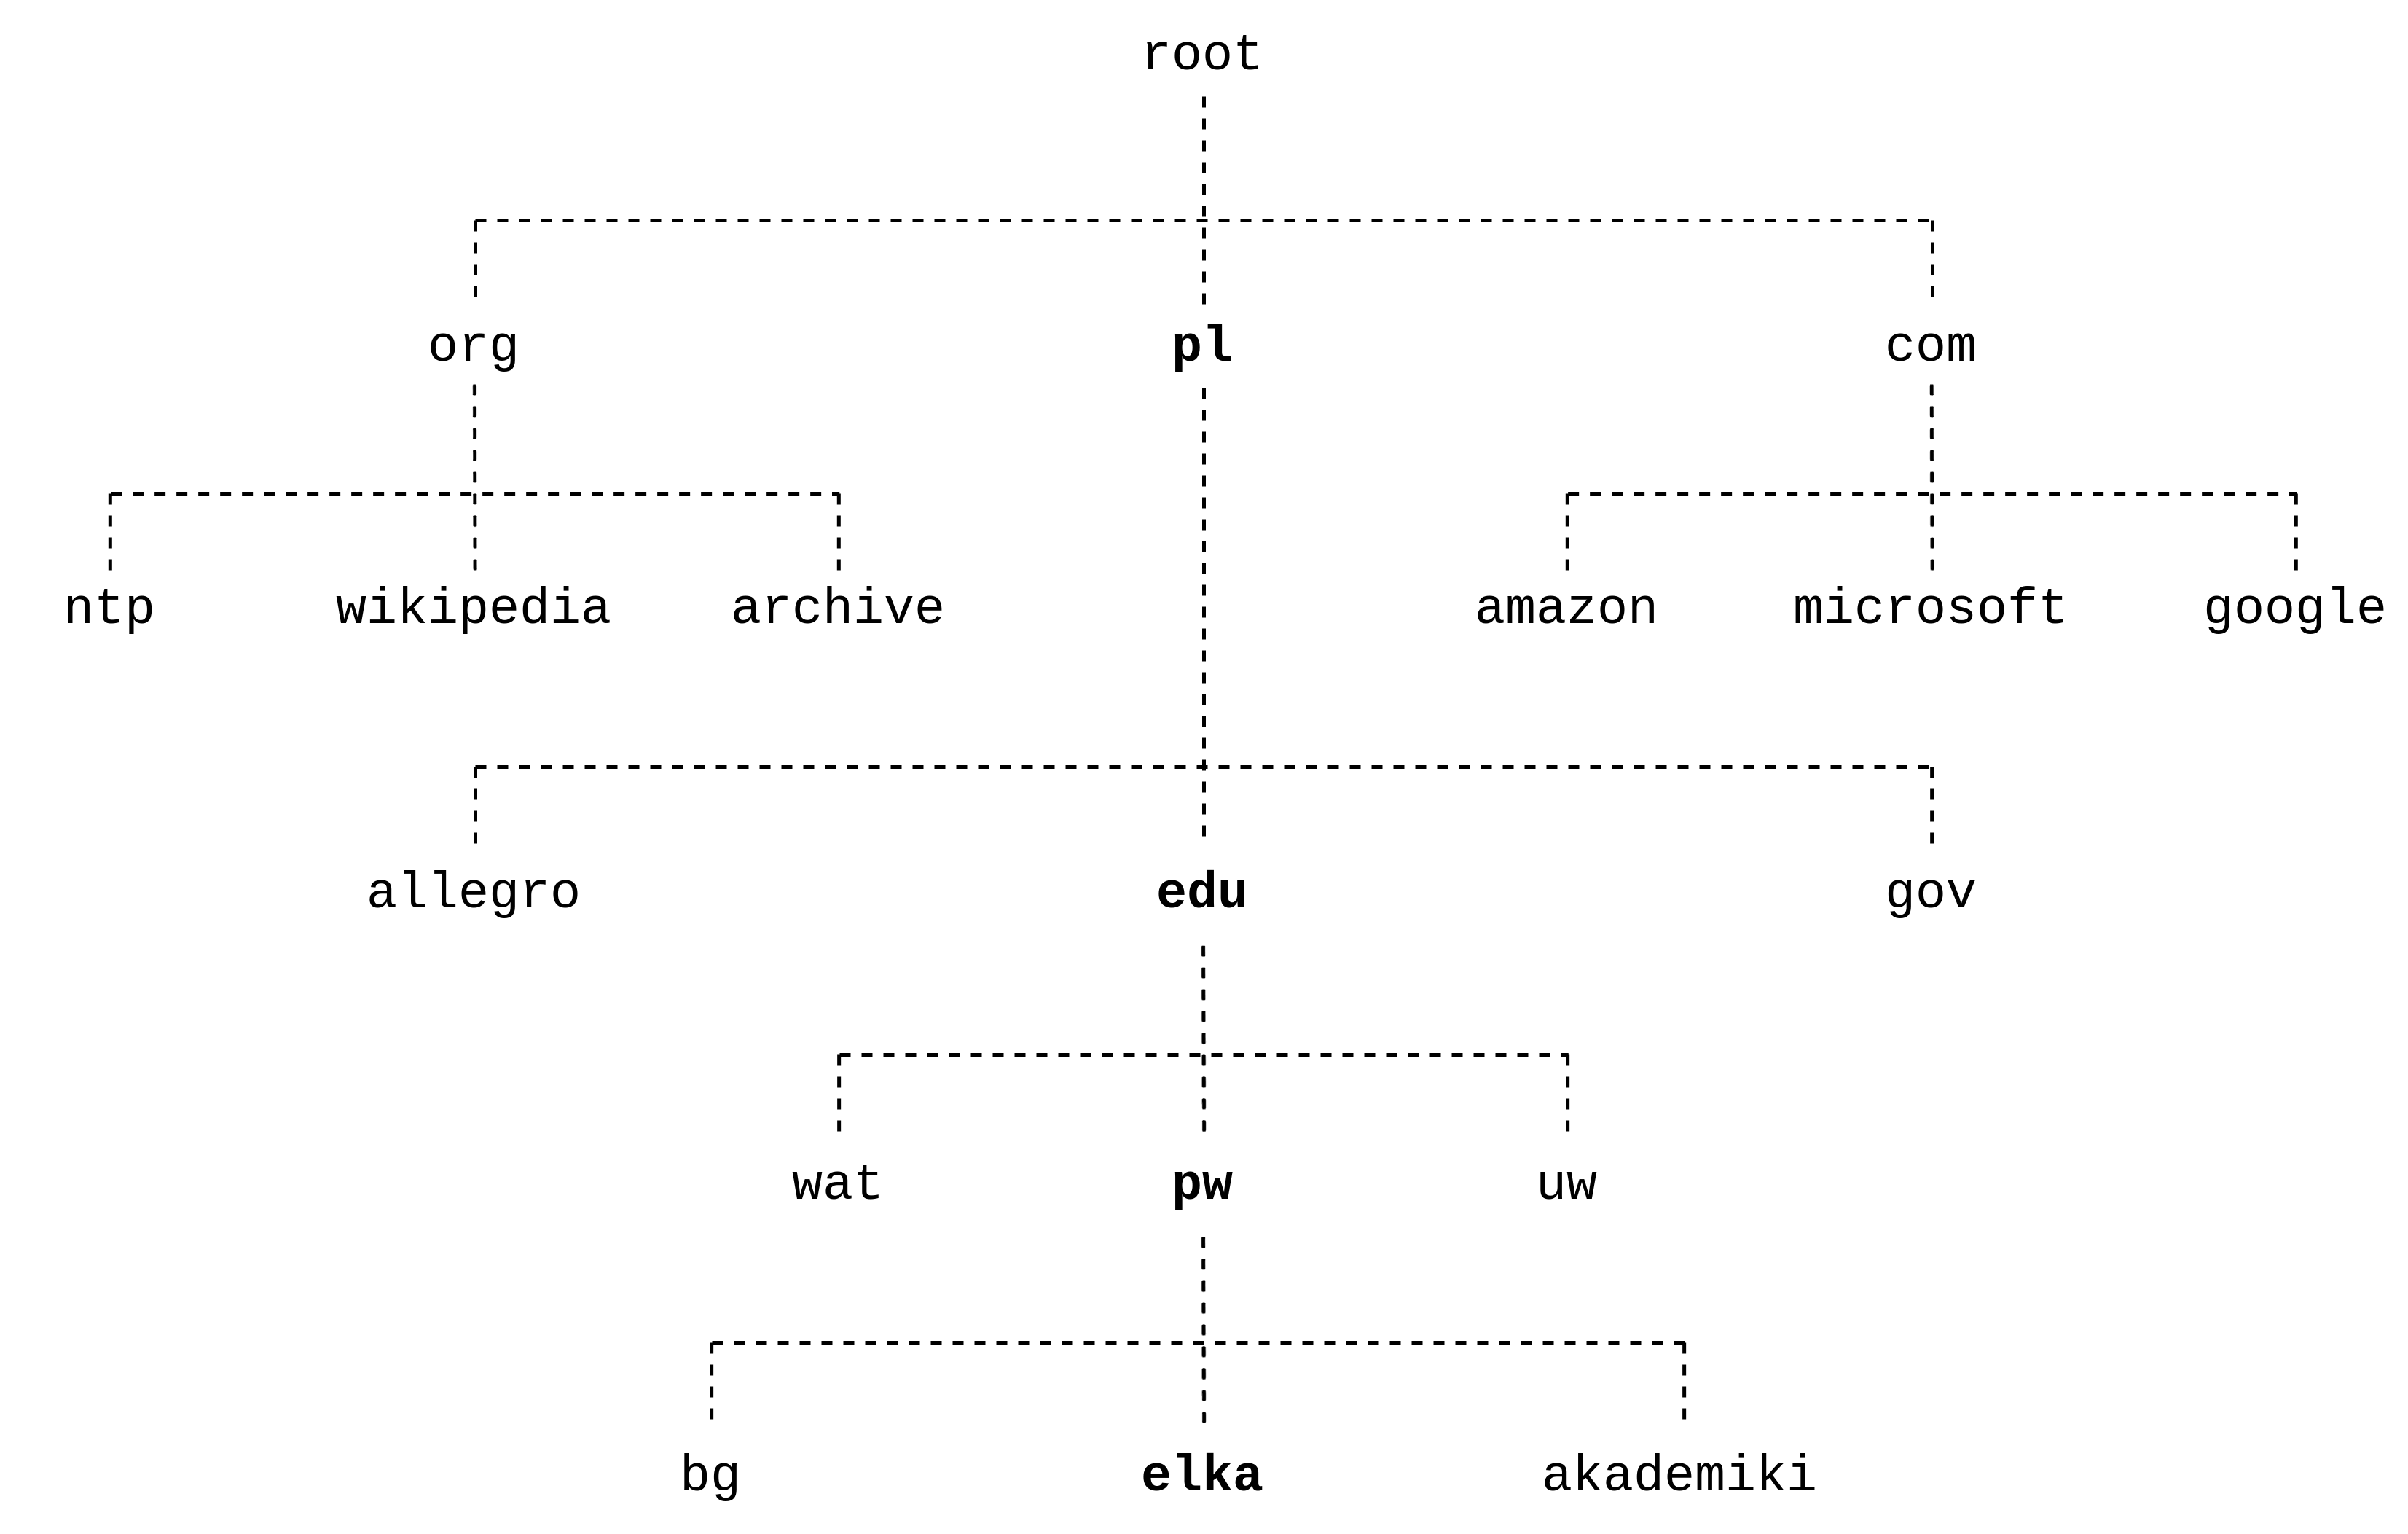 root
org pl com
ntp wikipedia archive amazon microsoft google
allegro edu gov
wat pw uw
bg elka akademiki